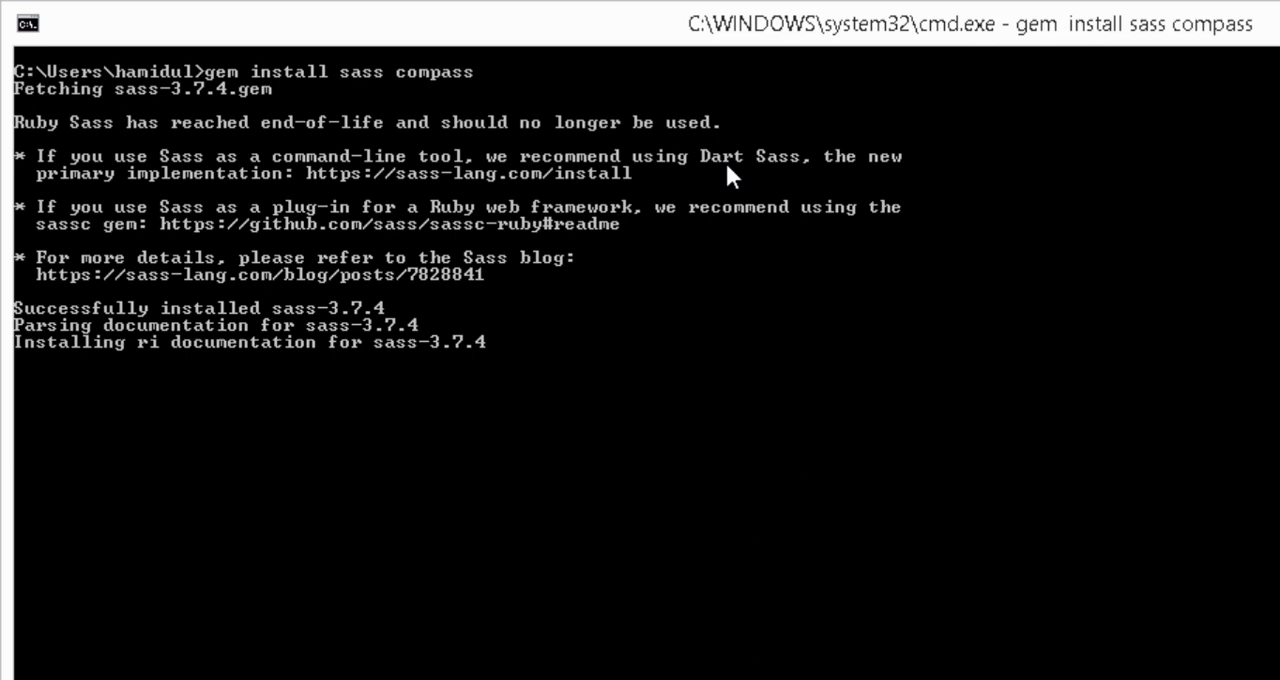 C:\WINDOWS\system32\cmd.exe - gem  install sass compass
C:\Users\hamidul>gem install sass compass
Fetching sass-3.7.4.gem
Ruby Sass has reached end-of-life and should no longer be used.
* If you use Sass as a command-line tool, we recommend using Dart Sass, the new
primary implementation: https://sass-lang.com/install
* If you use Sass as a plug-in for a Ruby web framework, we recommend using the
sassc gem: https://github.com/sass/sassc-ruby#readme
* For more details, please refer to the Sass blog:
https://sass-lang.com/blog/posts/7828841
Successfully installed sass-3.7.4
Parsing documentation for sass-3.7.4
Installing ri documentation for sass-3.7.4